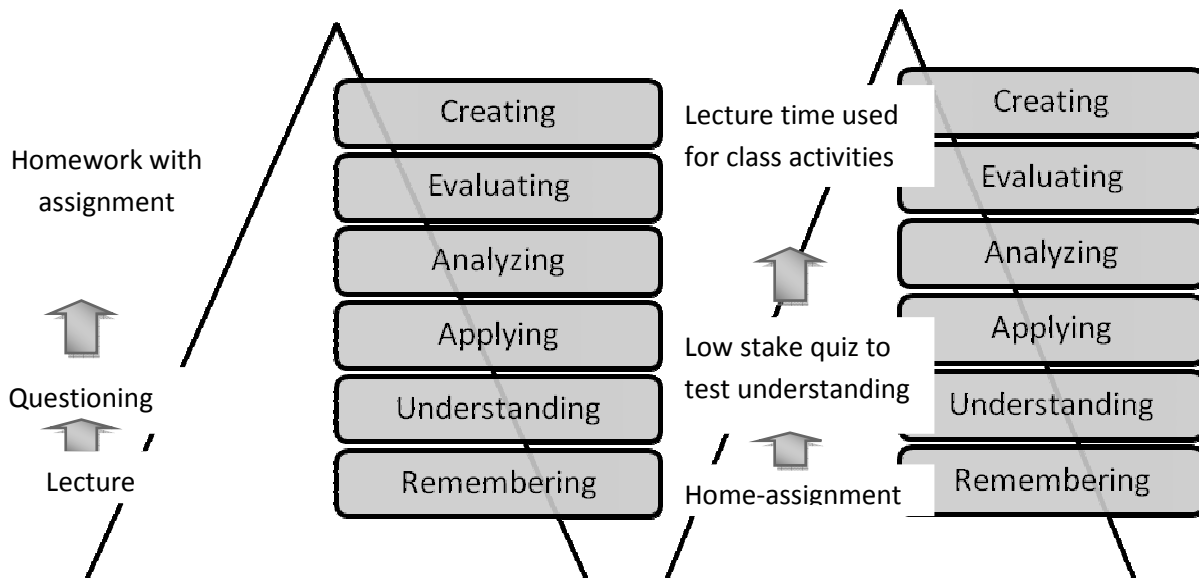 Homework with
assignment
Questioning
Lecture
Creating
Evaluating
Analyzing
Applying
Understanding
Remembering
Lecture time used
for class activities
Low stake quiz to
test understanding
Home-assignment
Creating
Evaluating
Analyzing
Applying
Understanding
Remembering